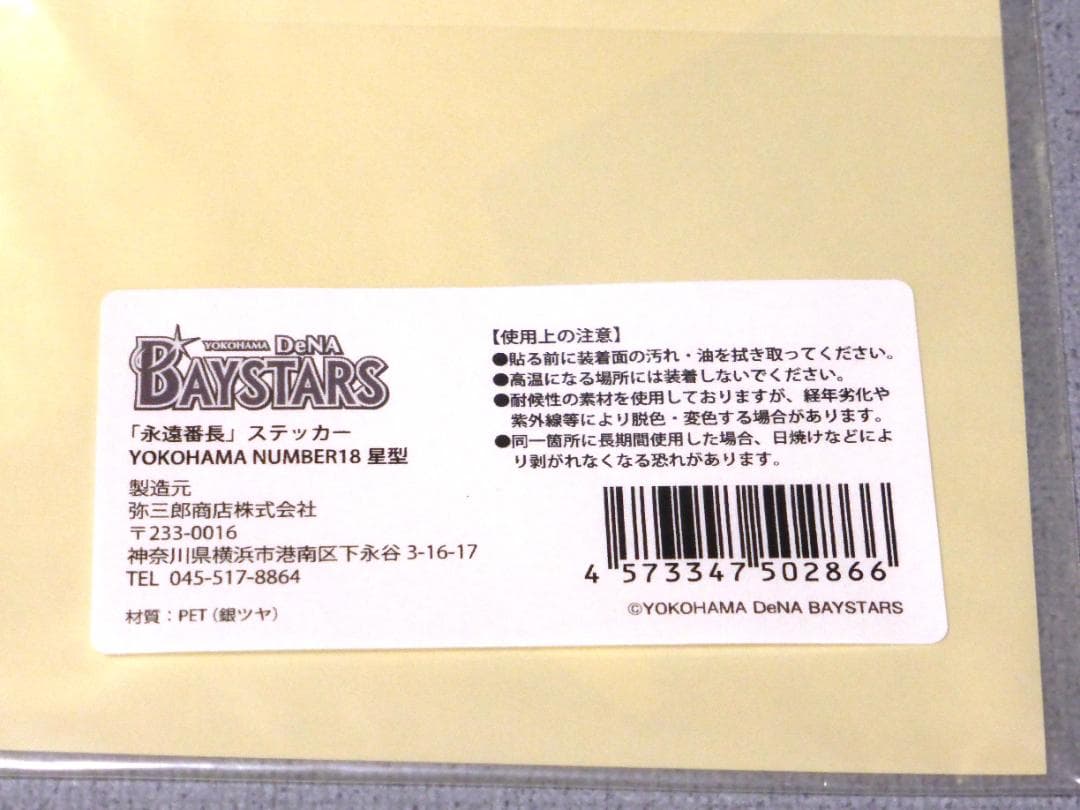 YOKOHAMA DeNA
BAYSTARS
「永遠番長」ステッカー
YOKOHAMA NUMBER18 星型
製造元
弥三郎商店株式会社
〒233-0016
神奈川県横浜市港南区下永谷 3-16-17
TEL 045-517-8864
材質：PET（銀ツヤ）
【使用上の注意】
●貼る前に装着面の汚れ・油を拭き取ってください。
●高温になる場所には装着しないでください。
●耐候性の素材を使用しておりますが、経年劣化や
紫外線等により脱色・変色する場合があります。
●同一箇所に長期間使用した場合、日焼けなどによ
り剥がれなくなる恐れがあります。
4 573347 502866
©YOKOHAMA DeNA BAYSTARS